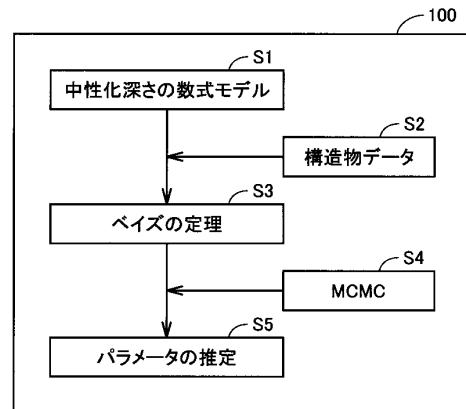 100
S1
中性化深さの数式モデル
S2
構造物データ
S3
ベイズの定理
S4
MCMC
S5
パラメータの推定